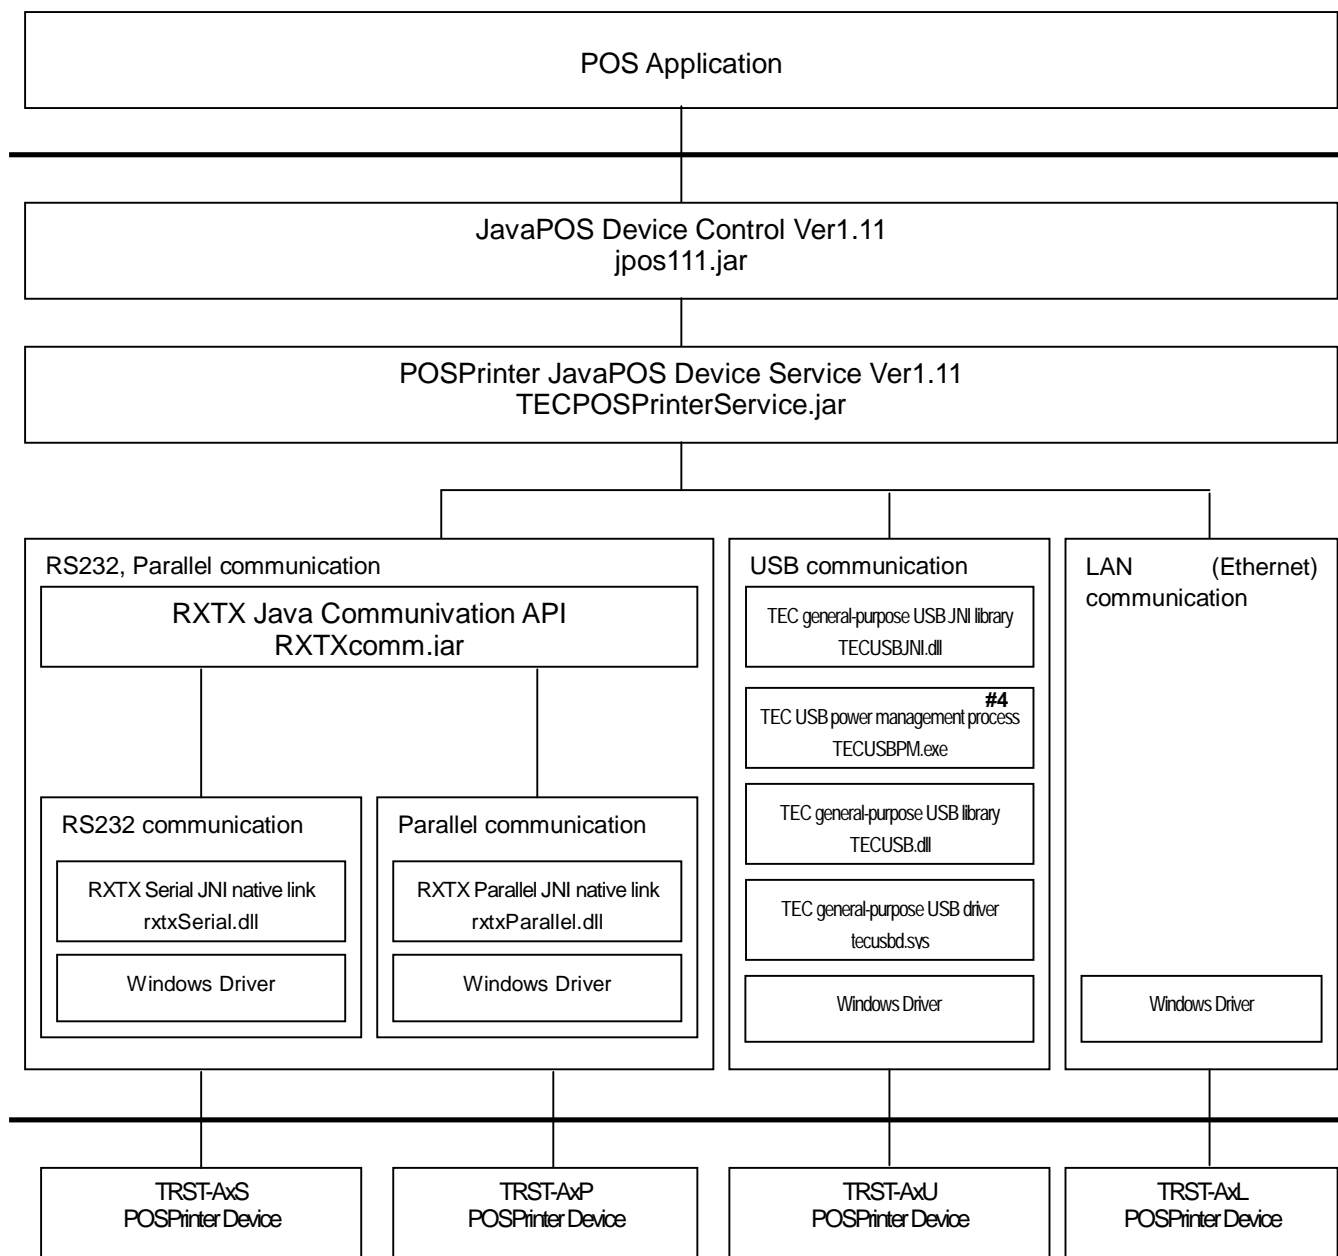 POS Application
JavaPOS Device Control Ver1.11
jpos111.jar
POSPrinter JavaPOS Device Service Ver1.11
TECPOSPrinterService.jar
RS232, Parallel communication
RXTX Java Communivation API
RXTXcomm.jar
RS232 communication
RXTX Serial JNI native link
rxtxSerial.dll
Windows Driver
Parallel communication
RXTX Parallel JNI native link
rxtxParallel.dll
Windows Driver
USB communication
TEC general-purpose USB JNI library
TECUSBJNI.dll
#4
TEC USB power management process
TECUSBPM.exe
TEC general-purpose USB library
TECUSB.dll
TEC general-purpose USB driver
tecusbd.sys
Windows Driver
LAN (Ethernet)
communication
Windows Driver
TRST-AxS
POSPrinter Device
TRST-AxP
POSPrinter Device
TRST-AxU
POSPrinter Device
TRST-AxL
POSPrinter Device